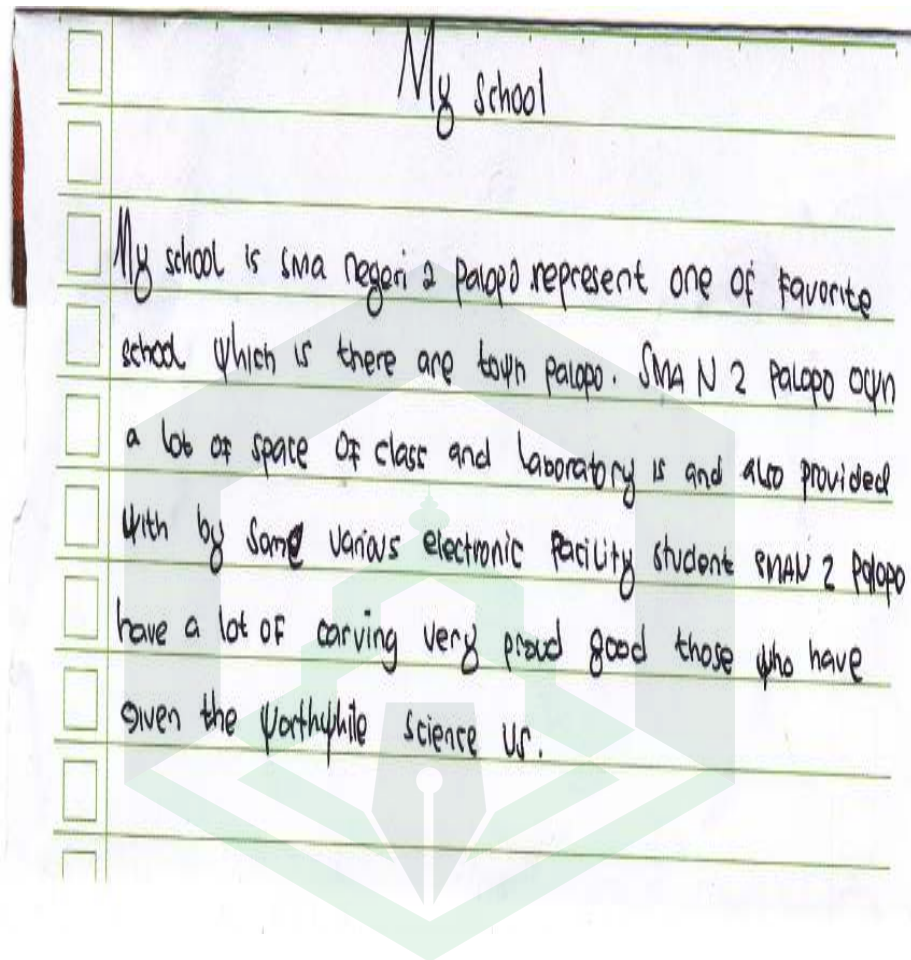 My school
My school is sma negeri 2 palopo represent one of favorite
school which is there are town palopo. SMA N 2 palopo own
a lot of space of class and laboratory is and also provided
with by some various electronic facility student SMAN 2 Palopo
have a lot of carving very proud good those who have
given the worthwhile science us.